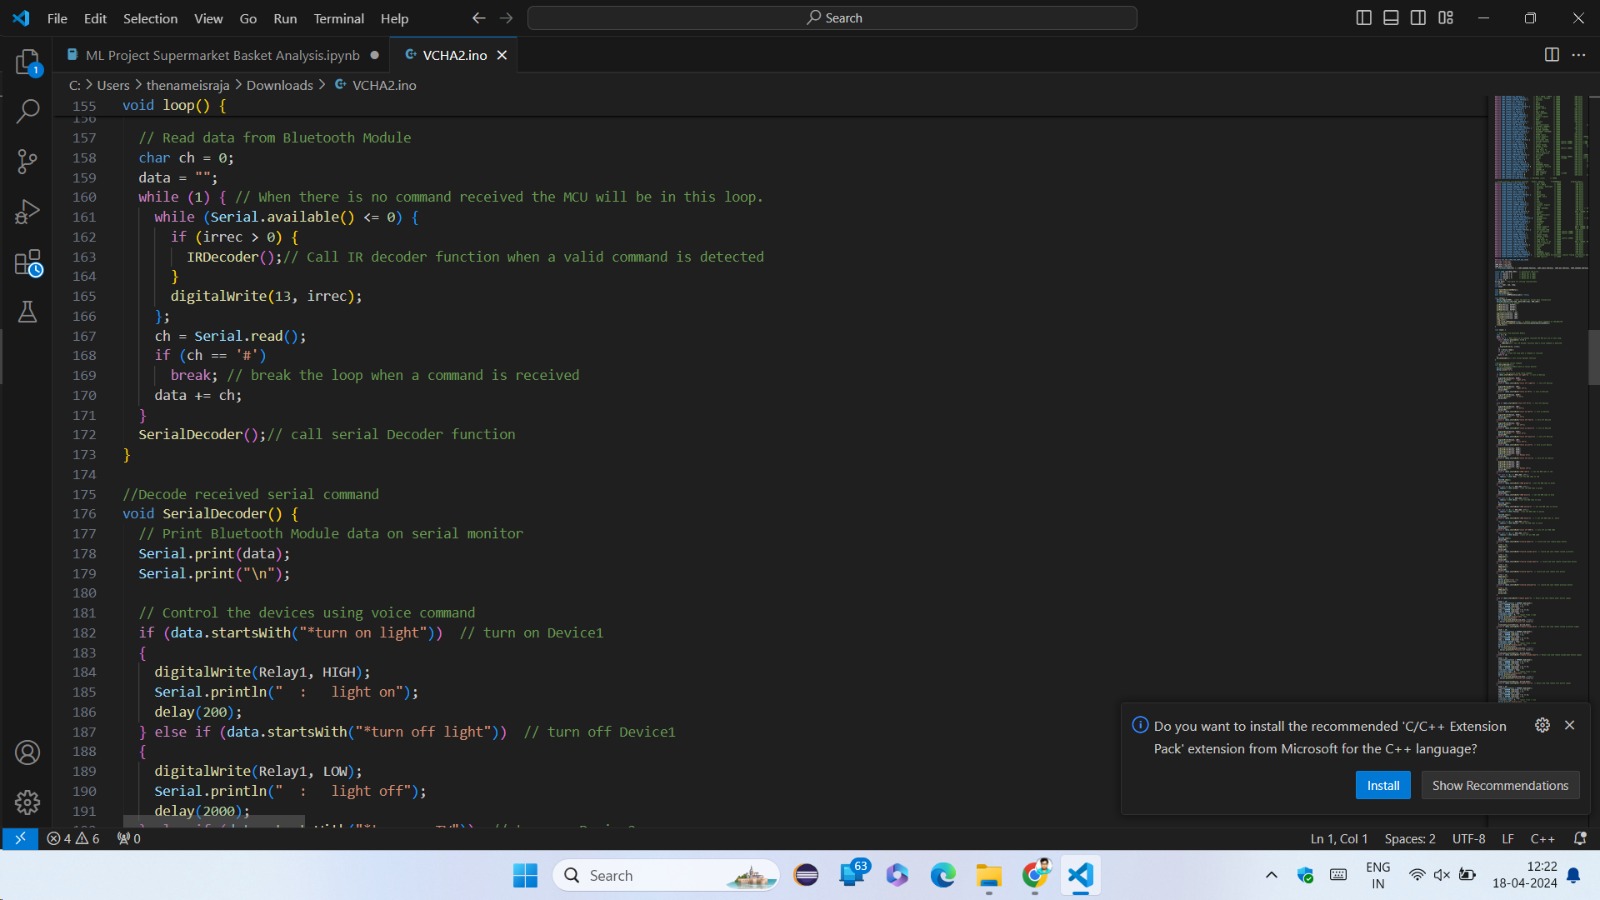 File Edit Selection View Go Run Terminal Help
Search
ML Project Supermarket Basket Analysis.ipynb
VCHA2.ino
C: > Users > thenameisraja > Downloads > VCHA2.ino
155 void loop() {
156
157 // Read data from Bluetooth Module
158 char ch = 0;
159 data = "";
160 while (1) { // When there is no command received the MCU will be in this loop.
161 while (Serial.available() <= 0) {
162 if (irrec > 0) {
163 IRDecoder();// Call IR decoder function when a valid command is detected
164 }
165 digitalWrite(13, irrec);
166 };
167 ch = Serial.read();
168 if (ch == '#')
169 break; // break the loop when a command is received
170 data += ch;
171 }
172 SerialDecoder();// call serial Decoder function
173 }
174
175 //Decode received serial command
176 void SerialDecoder() {
177 // Print Bluetooth Module data on serial monitor
178 Serial.print(data);
179 Serial.print("\n");
180
181 // Control the devices using voice command
182 if (data.startsWith("*turn on light")) // turn on Device1
183 {
184 digitalWrite(Relay1, HIGH);
185 Serial.println(" : light on");
186 delay(200);
187 } else if (data.startsWith("*turn off light")) // turn off Device1
188 {
189 digitalWrite(Relay1, LOW);
190 Serial.println(" : light off");
191 delay(2000);
1
Do you want to install the recommended 'C/C++ Extension
Pack' extension from Microsoft for the C++ language?
Install Show Recommendations
4 6 0
Ln 1, Col 1 Spaces: 2 UTF-8 LF C++
Search
63
ENG
IN
12:22
18-04-2024